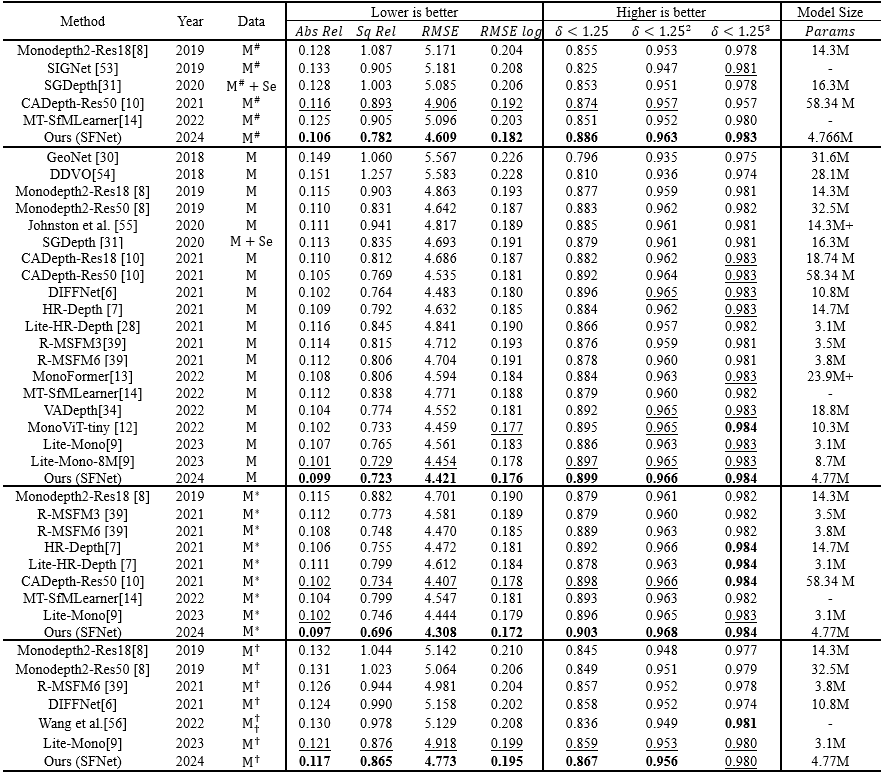 Method Year Data Lower is better Higher is better Model Size
Abs Rel Sq Rel RMSE RMSE log δ < 1.25 δ < 1.25² δ < 1.25³ Params
Monodepth2-Res18[8] 2019 M# 0.128 1.087 5.171 0.204 0.855 0.953 0.978 14.3M
SIGNet [53] 2019 M# 0.133 0.905 5.181 0.208 0.825 0.947 0.981 -
SGDepth[31] 2020 M# + Se 0.128 1.003 5.085 0.206 0.853 0.951 0.978 16.3M
CADepth-Res50 [10] 2021 M# 0.116 0.893 4.906 0.192 0.874 0.957 0.957 58.34 M
MT-SfMLearner[14] 2022 M# 0.125 0.905 5.096 0.203 0.851 0.952 0.980 -
Ours (SFNet) 2024 M# 0.106 0.782 4.609 0.182 0.886 0.963 0.983 4.766M
GeoNet [30] 2018 M 0.149 1.060 5.567 0.226 0.796 0.935 0.975 31.6M
DDVO[54] 2018 M 0.151 1.257 5.583 0.228 0.810 0.936 0.974 28.1M
Monodepth2-Res18 [8] 2019 M 0.115 0.903 4.863 0.193 0.877 0.959 0.981 14.3M
Monodepth2-Res50 [8] 2019 M 0.110 0.831 4.642 0.187 0.883 0.962 0.982 32.5M
Johnston et al. [55] 2020 M 0.111 0.941 4.817 0.189 0.885 0.961 0.981 14.3M+
SGDepth [31] 2020 M + Se 0.113 0.835 4.693 0.191 0.879 0.961 0.981 16.3M
CADepth-Res18 [10] 2021 M 0.110 0.812 4.686 0.187 0.882 0.962 0.983 18.74 M
CADepth-Res50 [10] 2021 M 0.105 0.769 4.535 0.181 0.892 0.964 0.983 58.34 M
DIFFNet[6] 2021 M 0.102 0.764 4.483 0.180 0.896 0.965 0.983 10.8M
HR-Depth [7] 2021 M 0.109 0.792 4.632 0.185 0.884 0.962 0.983 14.7M
Lite-HR-Depth [28] 2021 M 0.116 0.845 4.841 0.190 0.866 0.957 0.982 3.1M
R-MSFM3[39] 2021 M 0.114 0.815 4.712 0.193 0.876 0.959 0.981 3.5M
R-MSFM6 [39] 2021 M 0.112 0.806 4.704 0.191 0.878 0.960 0.981 3.8M
MonoFormer[13] 2022 M 0.108 0.806 4.594 0.184 0.884 0.963 0.983 23.9M+
MT-SfMLearner[14] 2022 M 0.112 0.838 4.771 0.188 0.879 0.960 0.982 -
VADepth[34] 2022 M 0.104 0.774 4.552 0.181 0.892 0.965 0.983 18.8M
MonoViT-tiny [12] 2022 M 0.102 0.733 4.459 0.177 0.895 0.965 0.984 10.3M
Lite-Mono[9] 2023 M 0.107 0.765 4.561 0.183 0.886 0.963 0.983 3.1M
Lite-Mono-8M[9] 2023 M 0.101 0.729 4.454 0.178 0.897 0.965 0.983 8.7M
Ours (SFNet) 2024 M 0.099 0.723 4.421 0.176 0.899 0.966 0.984 4.77M
Monodepth2-Res18 [8] 2019 M* 0.115 0.882 4.701 0.190 0.879 0.961 0.982 14.3M
R-MSFM3 [39] 2021 M* 0.112 0.773 4.581 0.189 0.879 0.960 0.982 3.5M
R-MSFM6 [39] 2021 M* 0.108 0.748 4.470 0.185 0.889 0.963 0.982 3.8M
HR-Depth[7] 2021 M* 0.106 0.755 4.472 0.181 0.892 0.966 0.984 14.7M
Lite-HR-Depth [7] 2021 M* 0.111 0.799 4.612 0.184 0.878 0.963 0.984 3.1M
CADepth-Res50 [10] 2021 M* 0.102 0.734 4.407 0.178 0.898 0.966 0.984 58.34 M
MT-SfMLearner[14] 2022 M* 0.104 0.799 4.547 0.181 0.893 0.963 0.982 -
Lite-Mono[9] 2023 M* 0.102 0.746 4.444 0.179 0.896 0.965 0.983 3.1M
Ours (SFNet) 2024 M* 0.097 0.696 4.308 0.172 0.903 0.968 0.984 4.77M
Monodepth2-Res18[8] 2019 M† 0.132 1.044 5.142 0.210 0.845 0.948 0.977 14.3M
Monodepth2-Res50 [8] 2019 M† 0.131 1.023 5.064 0.206 0.849 0.951 0.979 32.5M
R-MSFM6 [39] 2021 M† 0.126 0.944 4.981 0.204 0.857 0.952 0.978 3.8M
DIFFNet[6] 2021 M† 0.124 0.990 5.158 0.202 0.858 0.952 0.974 10.8M
Wang et al.[56] 2022 M†† 0.130 0.978 5.129 0.208 0.836 0.949 0.981 -
Lite-Mono[9] 2023 M† 0.121 0.876 4.918 0.199 0.859 0.953 0.980 3.1M
Ours (SFNet) 2024 M† 0.117 0.865 4.773 0.195 0.867 0.956 0.980 4.77M